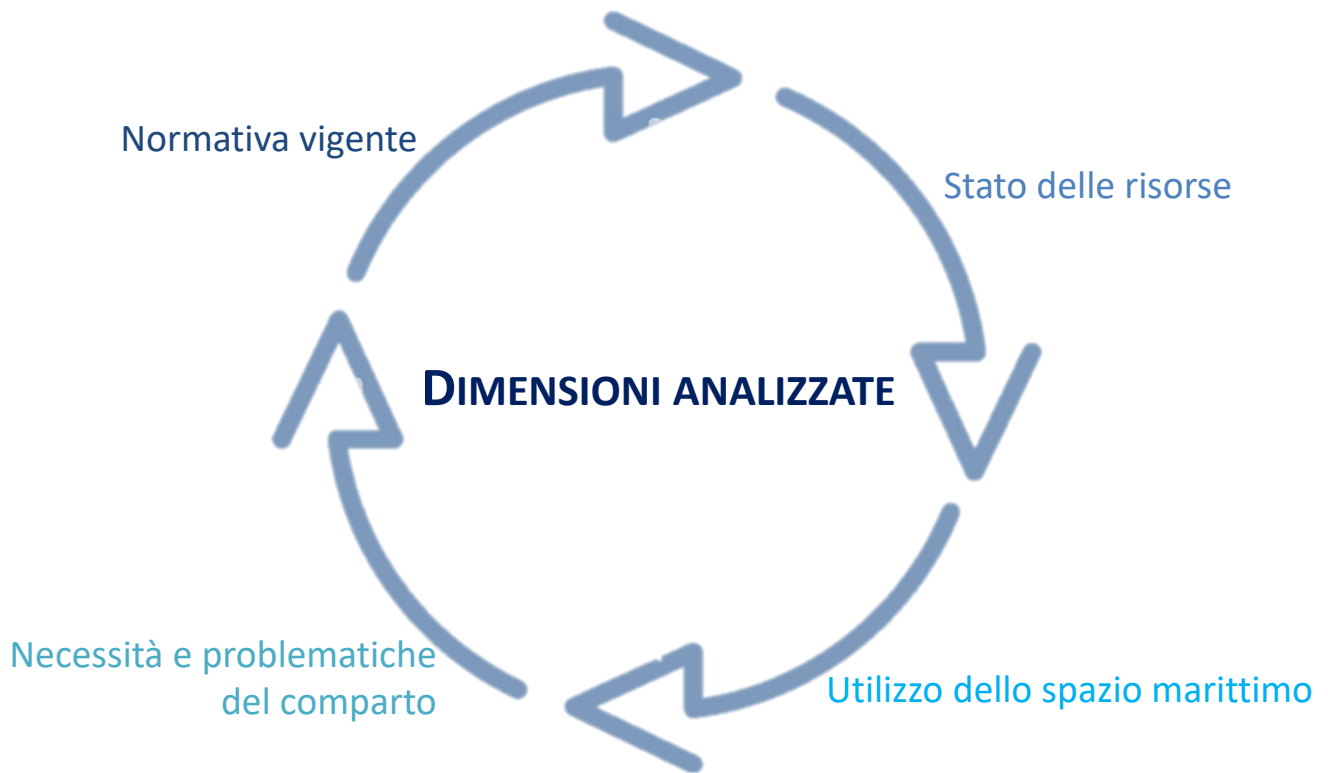 Normativa vigente
Stato delle risorse
DIMENSIONI ANALIZZATE
Necessità e problematiche
del comparto
Utilizzo dello spazio marittimo